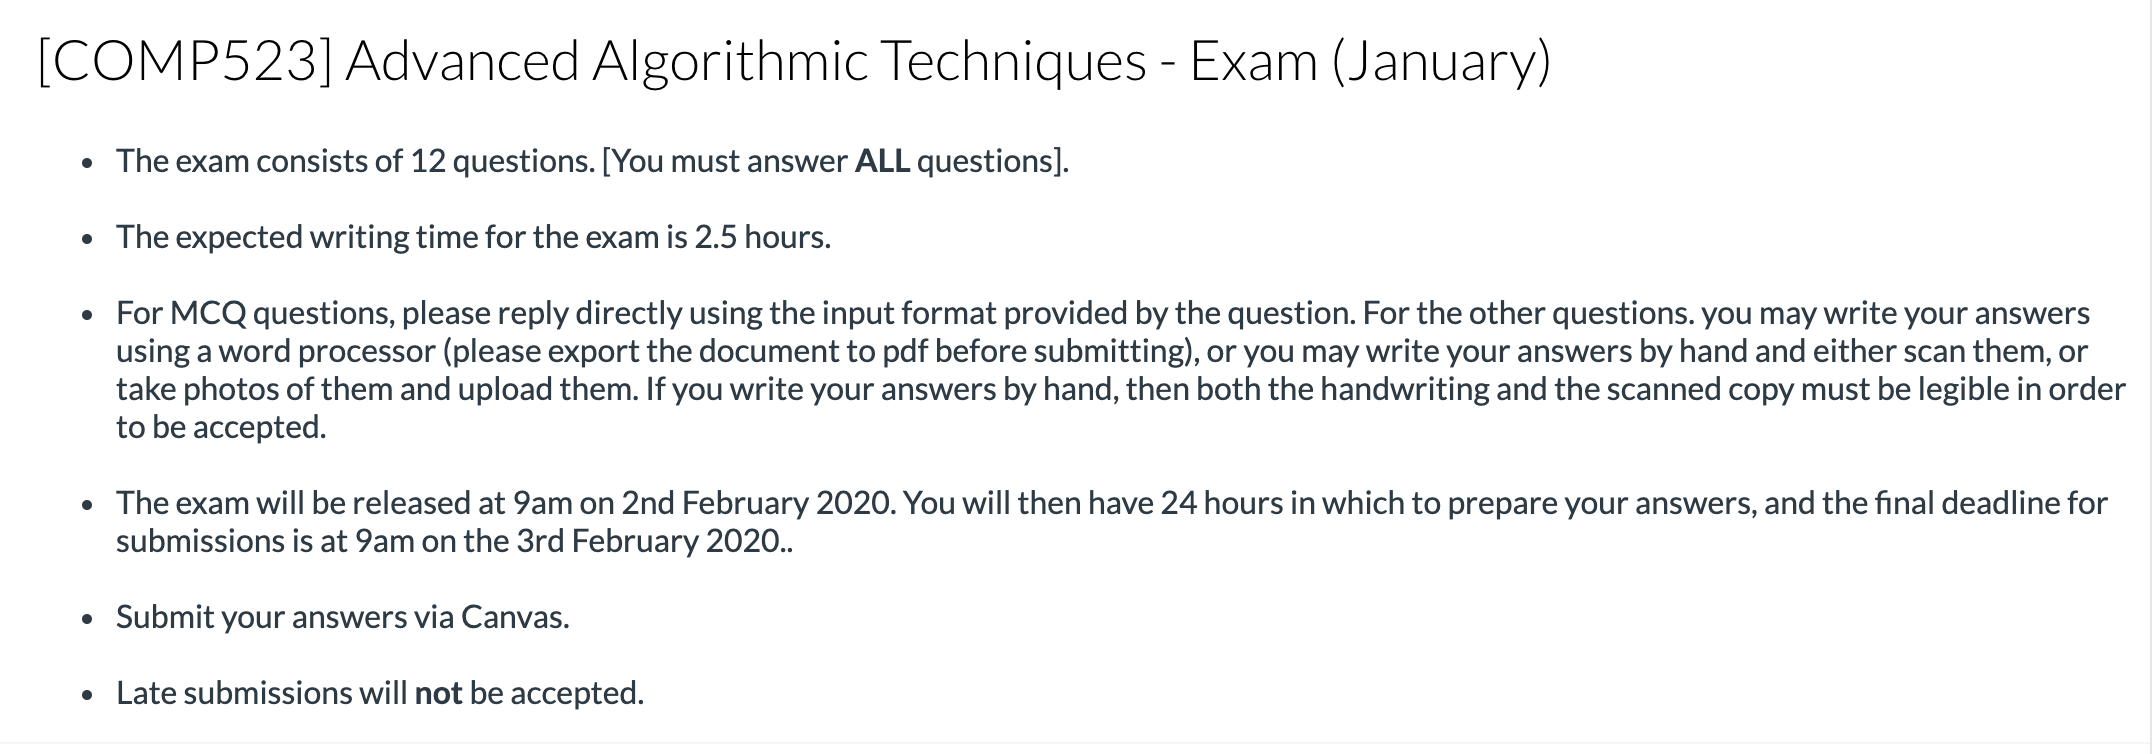 [COMP523] Advanced Algorithmic Techniques - Exam (January)
• The exam consists of 12 questions. [You must answer ALL questions].
• The expected writing time for the exam is 2.5 hours.
• For MCQ questions, please reply directly using the input format provided by the question. For the other questions. you may write your answers
using a word processor (please export the document to pdf before submitting), or you may write your answers by hand and either scan them, or
take photos of them and upload them. If you write your answers by hand, then both the handwriting and the scanned copy must be legible in order
to be accepted.
• The exam will be released at 9am on 2nd February 2020. You will then have 24 hours in which to prepare your answers, and the final deadline for
submissions is at 9am on the 3rd February 2020..
• Submit your answers via Canvas.
• Late submissions will not be accepted.